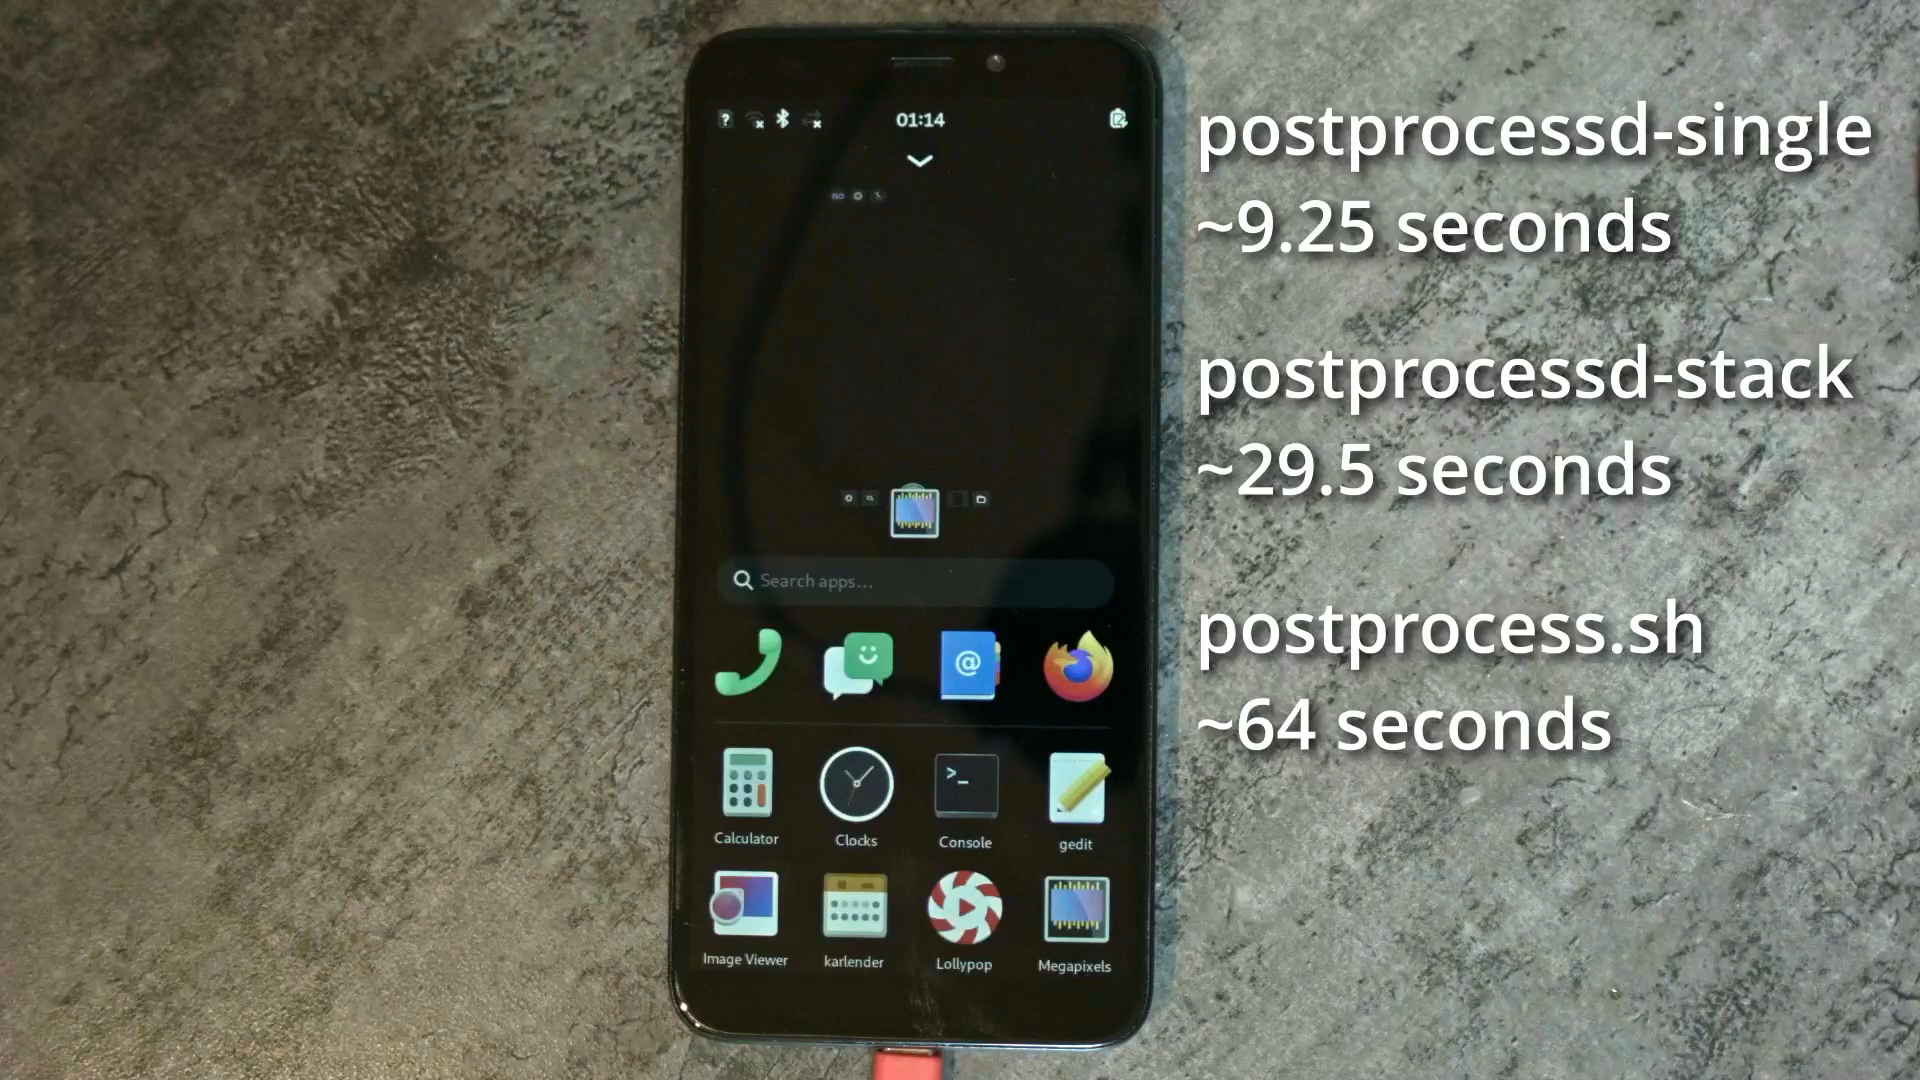 01:14
ISO
Search apps...
@
>_
Calculator
Clocks
Console
gedit
Image Viewer
karlender
Lollypop
Megapixels
postprocessd-single
~9.25 seconds
postprocessd-stack
~29.5 seconds
postprocess.sh
~64 seconds